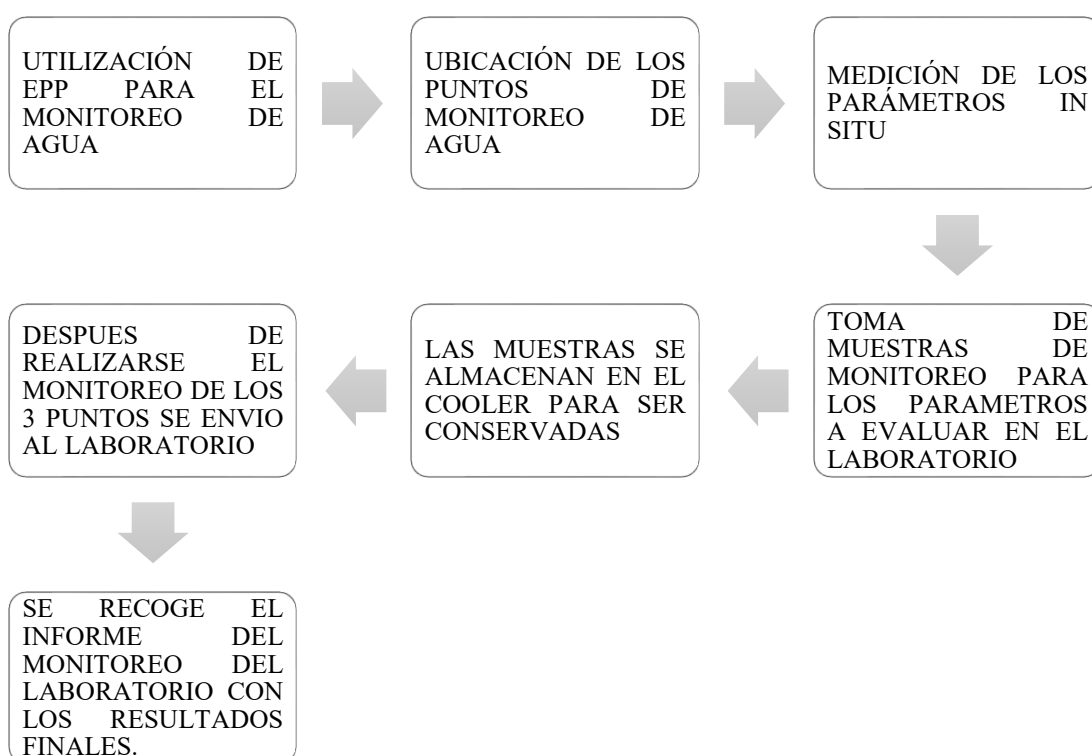 UTILIZACIÓN DE
EPP PARA EL
MONITOREO DE
AGUA
UBICACIÓN DE LOS
PUNTOS DE
MONITOREO DE
AGUA
MEDICIÓN DE LOS
PARÁMETROS IN
SITU
TOMA DE
MUESTRAS DE
MONITOREO PARA
LOS PARAMETROS
A EVALUAR EN EL
LABORATORIO
LAS MUESTRAS SE
ALMACENAN EN EL
COOLER PARA SER
CONSERVADAS
DESPUES DE
REALIZARSE EL
MONITOREO DE LOS
3 PUNTOS SE ENVIO
AL LABORATORIO
SE RECOGE EL
INFORME DEL
MONITOREO DEL
LABORATORIO CON
LOS RESULTADOS
FINALES.